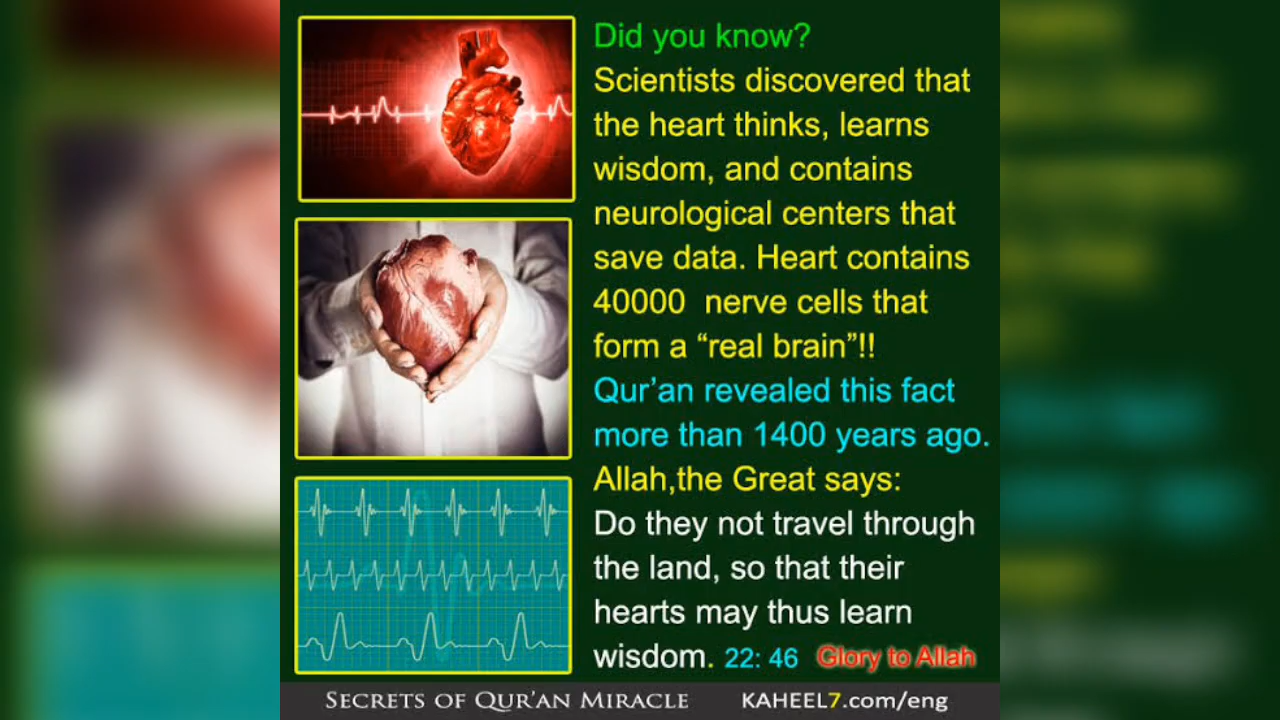 Did you know?
Scientists discovered that
the heart thinks, learns
wisdom, and contains
neurological centers that
save data. Heart contains
40000 nerve cells that
form a “real brain”!!
Qur’an revealed this fact
more than 1400 years ago.
Allah,the Great says:
Do they not travel through
the land, so that their
hearts may thus learn
wisdom. 22: 46 Glory to Allah
SECRETS OF QUR’AN MIRACLE KAHEEL7.com/eng